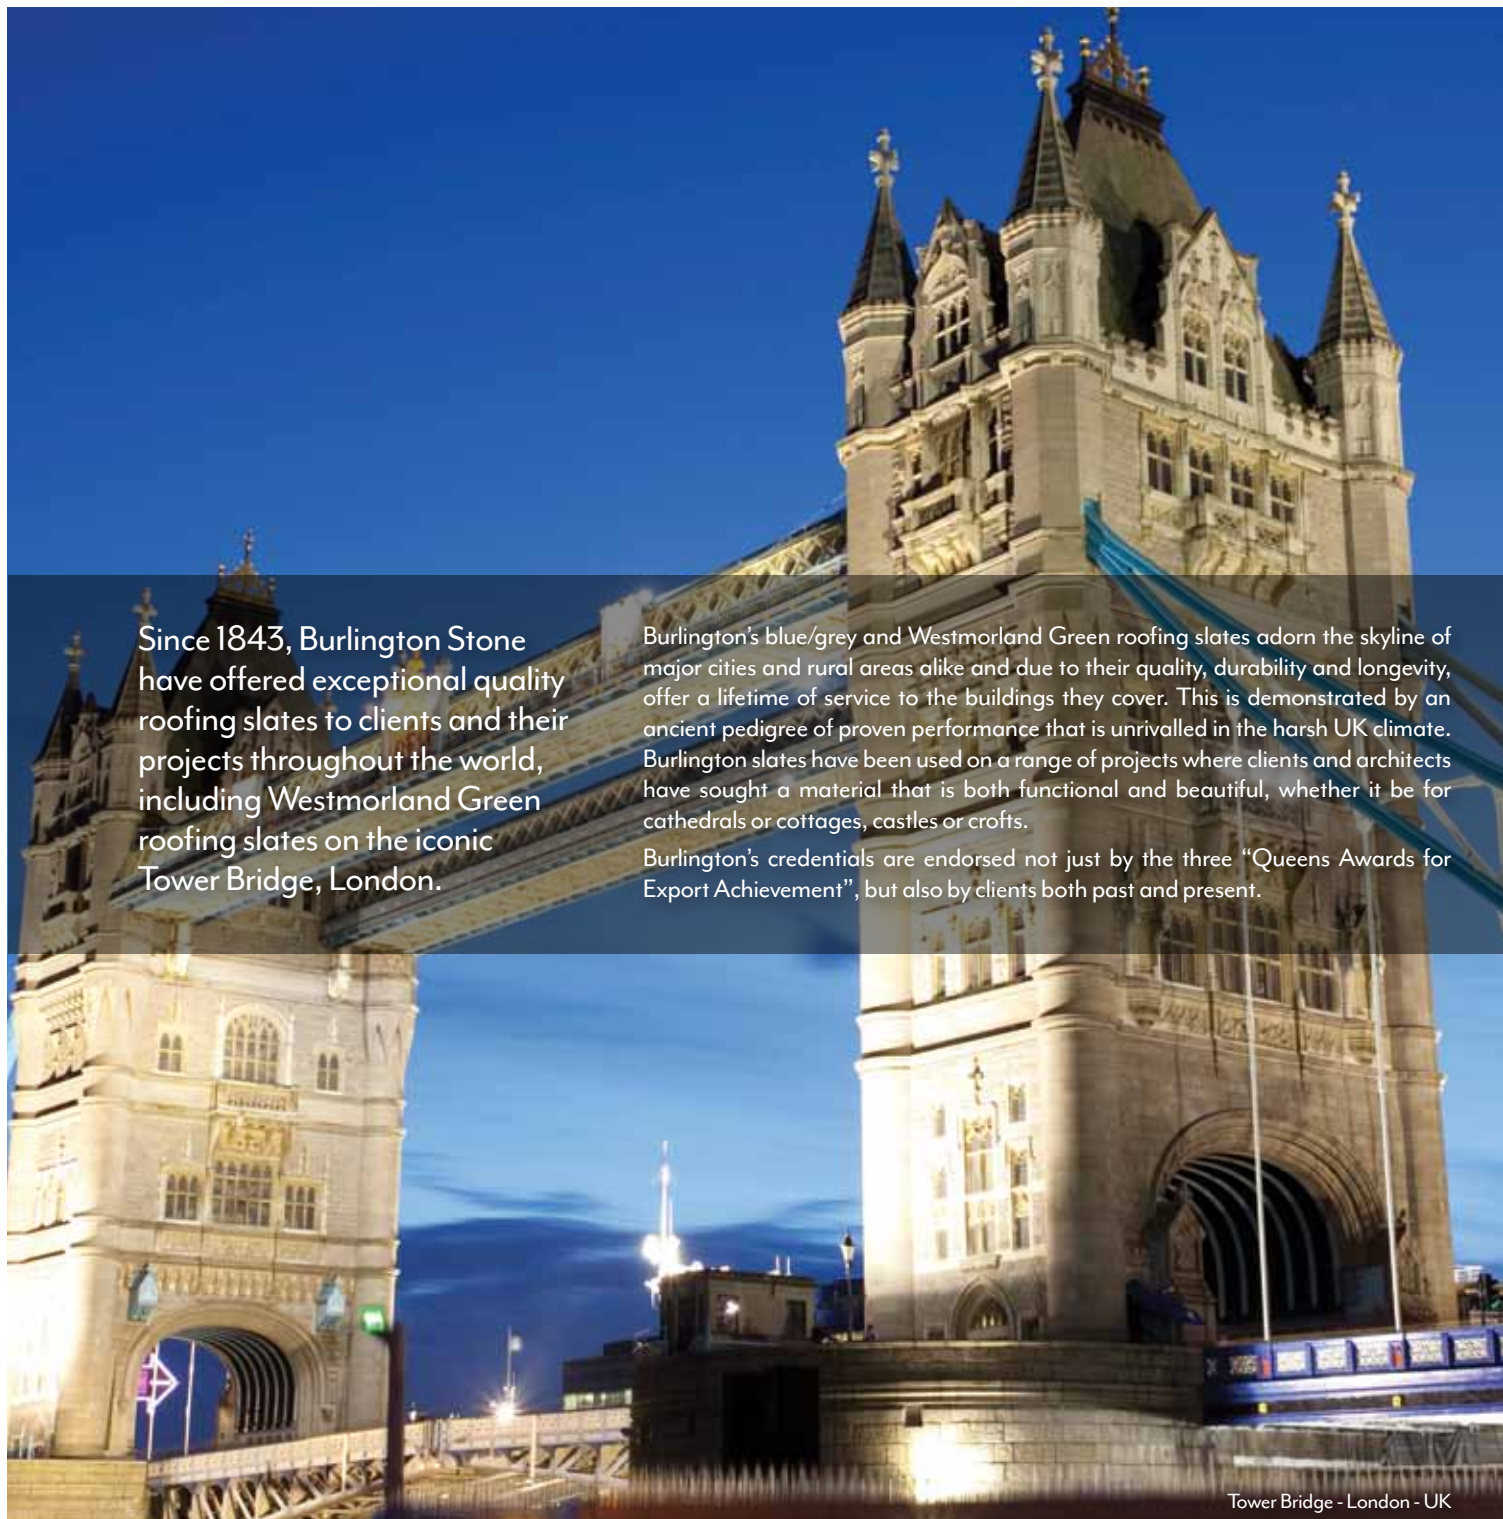 Since 1843, Burlington Stone
have offered exceptional quality
roofing slates to clients and their
projects throughout the world,
including Westmorland Green
roofing slates on the iconic
Tower Bridge, London.
Burlington’s blue/grey and Westmorland Green roofing slates adorn the skyline of
major cities and rural areas alike and due to their quality, durability and longevity,
offer a lifetime of service to the buildings they cover. This is demonstrated by an
ancient pedigree of proven performance that is unrivalled in the harsh UK climate.
Burlington slates have been used on a range of projects where clients and architects
have sought a material that is both functional and beautiful, whether it be for
cathedrals or cottages, castles or crofts.
Burlington’s credentials are endorsed not just by the three “Queens Awards for
Export Achievement”, but also by clients both past and present.
Tower Bridge - London - UK